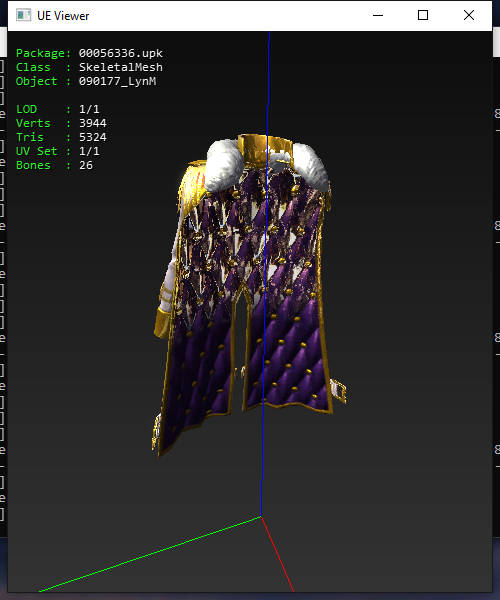 UE Viewer
Package: 00056336.upk
Class  : SkeletalMesh
Object : 090177_LynM
LOD    : 1/1
Verts  : 3944
Tris   : 5324
UV Set : 1/1
Bones  : 26